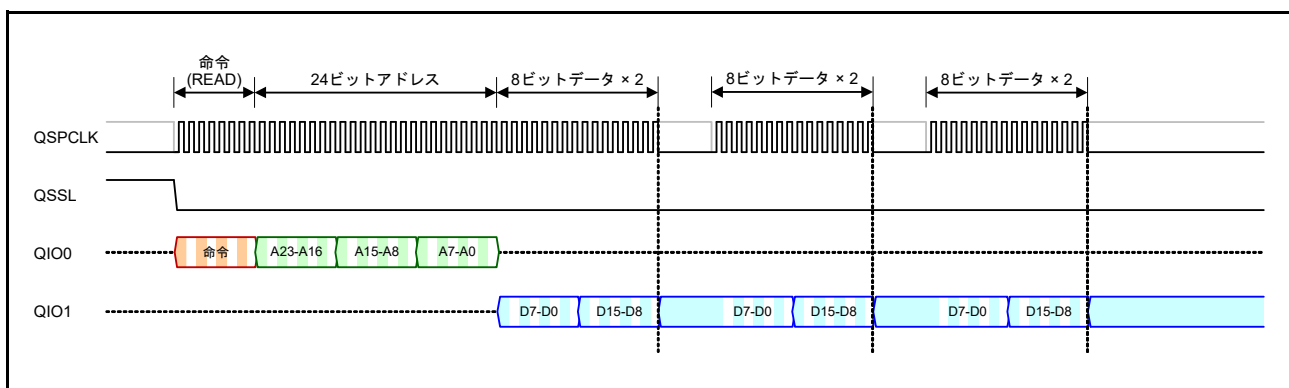 命令
(READ)
24ビットアドレス
8ビットデータ × 2
8ビットデータ × 2
8ビットデータ × 2
QSPCLK
QSSL
QIO0
命令
A23-A16
A15-A8
A7-A0
QIO1
D7-D0
D15-D8
D7-D0
D15-D8
D7-D0
D15-D8